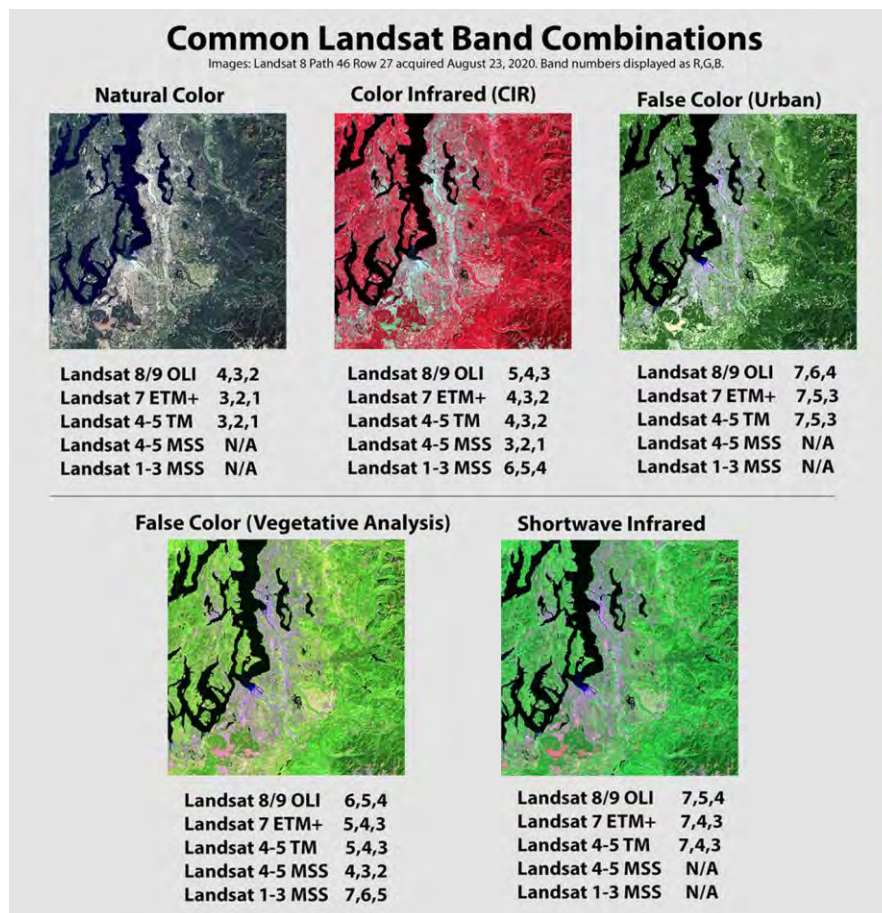 Common Landsat Band Combinations
Images: Landsat 8 Path 46 Row 27 acquired August 23, 2020. Band numbers displayed as R,G,B.
Natural Color
Landsat 8/9 OLI 4,3,2
Landsat 7 ETM+ 3,2,1
Landsat 4-5 TM 3,2,1
Landsat 4-5 MSS N/A
Landsat 1-3 MSS N/A
Color Infrared (CIR)
Landsat 8/9 OLI 5,4,3
Landsat 7 ETM+ 4,3,2
Landsat 4-5 TM 4,3,2
Landsat 4-5 MSS 3,2,1
Landsat 1-3 MSS 6,5,4
False Color (Urban)
Landsat 8/9 OLI 7,6,4
Landsat 7 ETM+ 7,5,3
Landsat 4-5 TM 7,5,3
Landsat 4-5 MSS N/A
Landsat 1-3 MSS N/A
False Color (Vegetative Analysis)
Landsat 8/9 OLI 6,5,4
Landsat 7 ETM+ 5,4,3
Landsat 4-5 TM 5,4,3
Landsat 4-5 MSS 4,3,2
Landsat 1-3 MSS 7,6,5
Shortwave Infrared
Landsat 8/9 OLI 7,5,4
Landsat 7 ETM+ 7,4,3
Landsat 4-5 TM 7,4,3
Landsat 4-5 MSS N/A
Landsat 1-3 MSS N/A